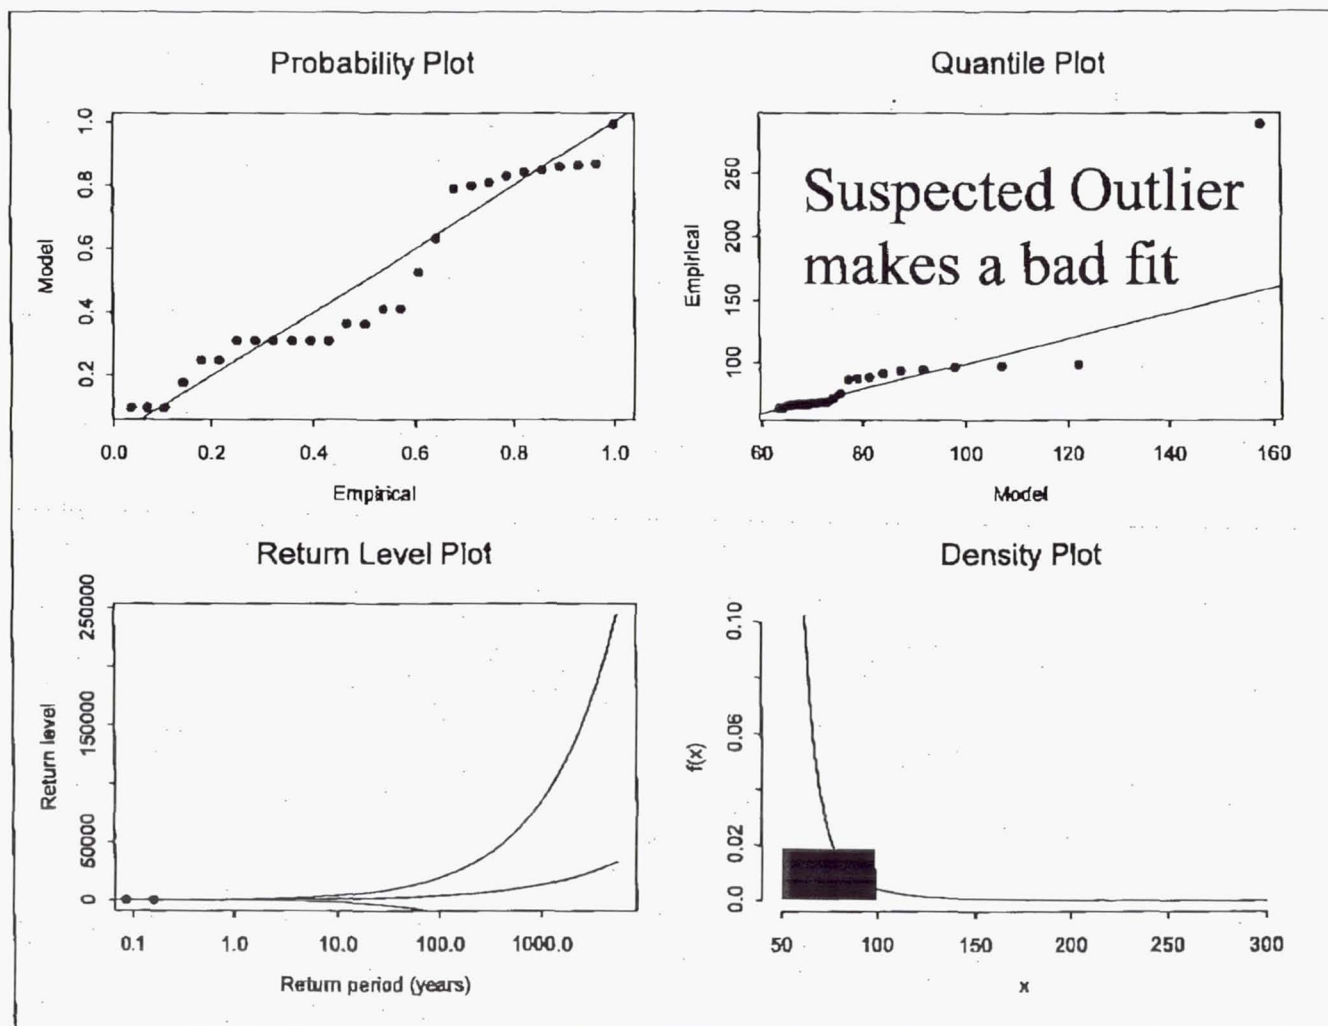 Probability Plot
1.0
0.8
0.6
0.4
0.2
Model
0.0 0.2 0.4 0.6 0.8 1.0
Empirical
Quantile Plot
Suspected Outlier
makes a bad fit
250
200
150
100
Empirical
60 80 100 120 140 160
Model
Return Level Plot
250000
150000
50000
0
Return level
0.1 1.0 10.0 100.0 1000.0
Return period (years)
Density Plot
0.10
0.06
0.02
0.0
f(x)
50 100 150 200 250 300
x